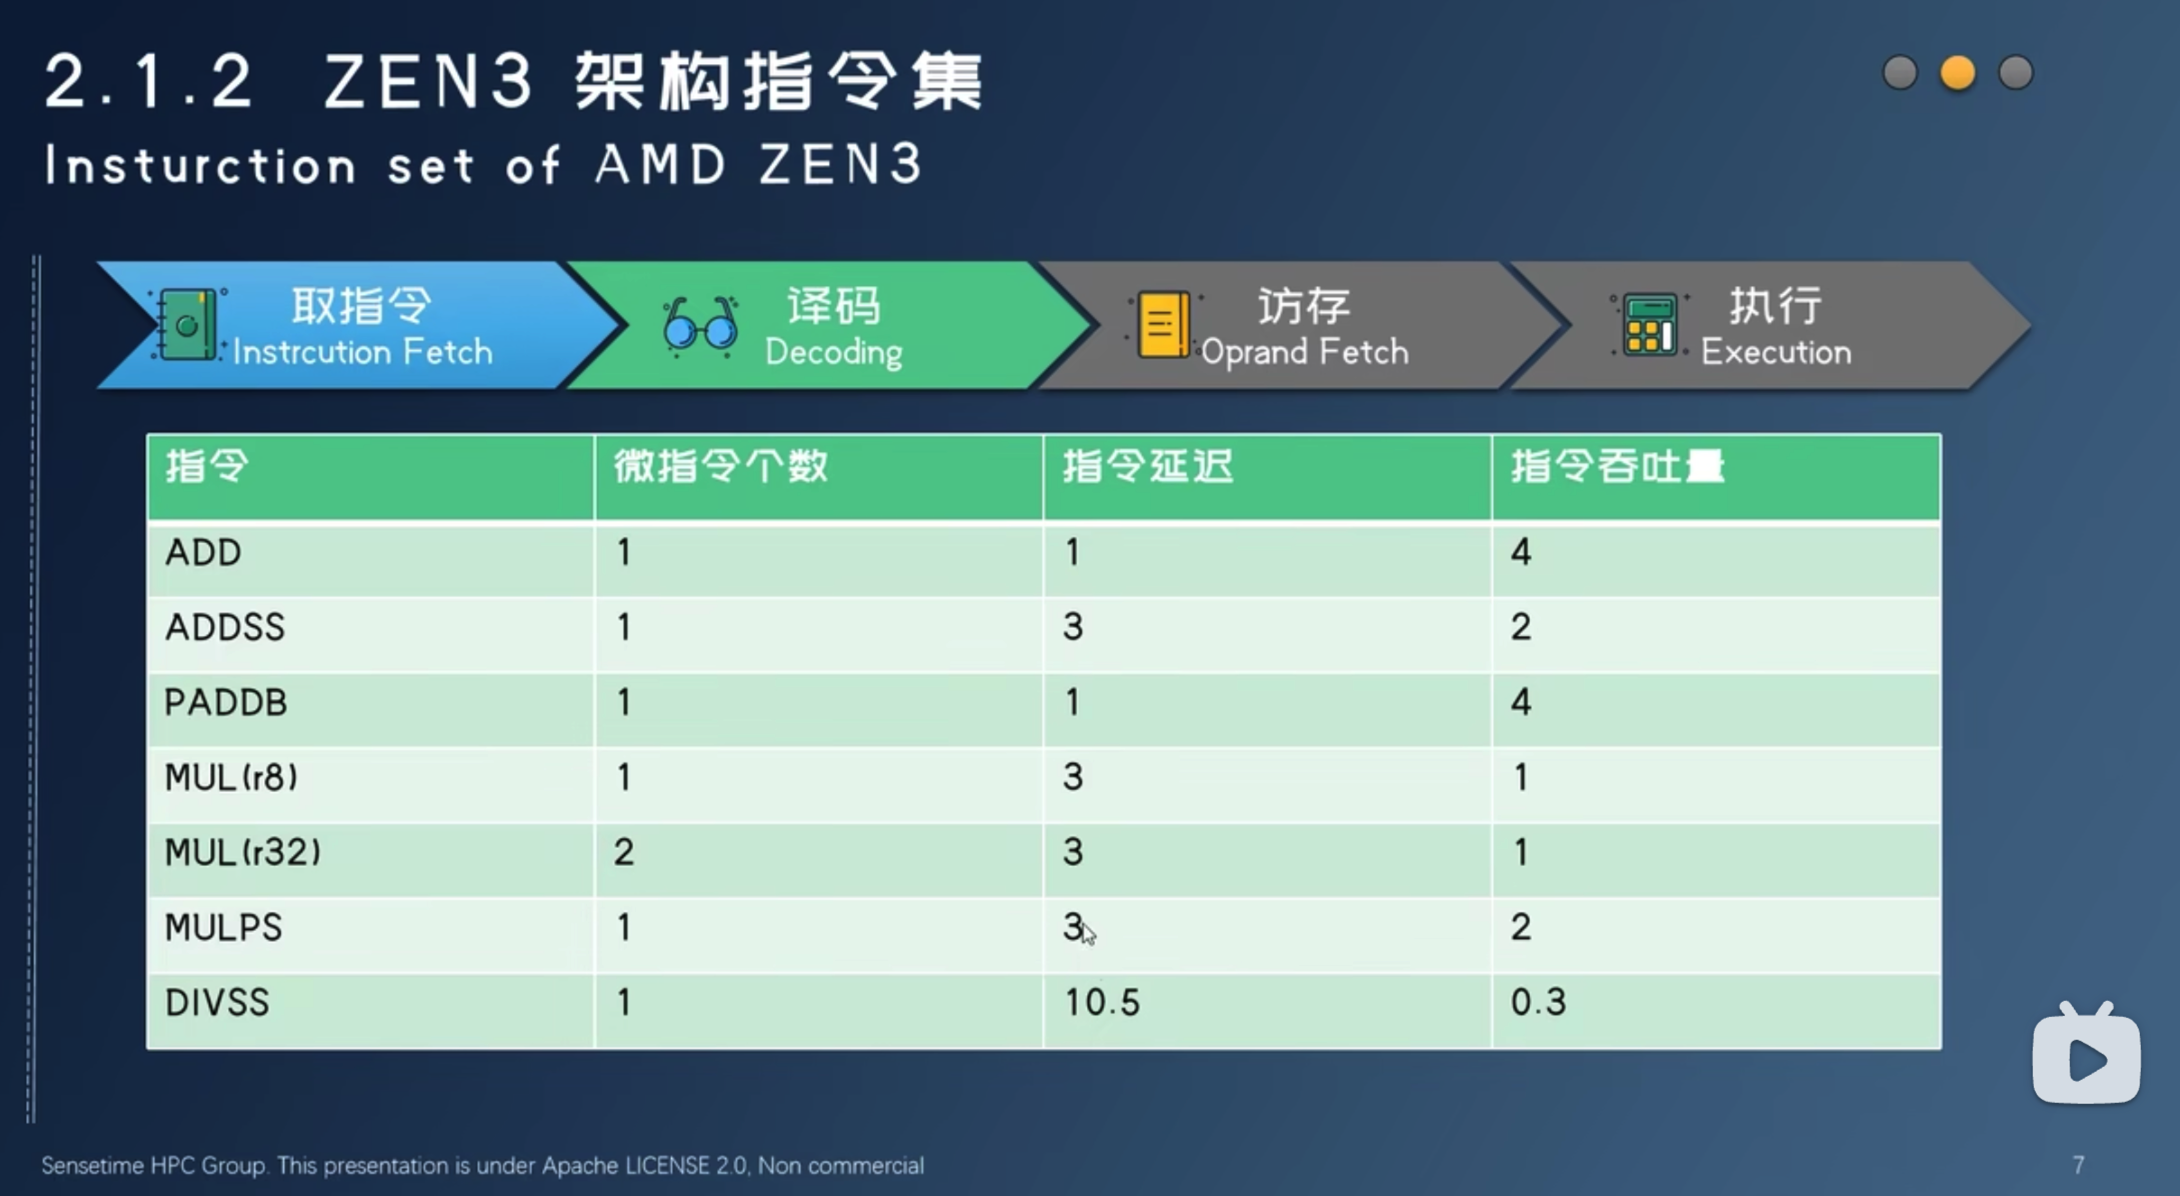 2.1.2 ZEN3 架构指令集
Insturction set of AMD ZEN3
取指令
Instrcution Fetch
译码
Decoding
访存
Oprand Fetch
执行
Execution
指令 微指令个数 指令延迟 指令吞吐量
ADD 1 1 4
ADDSS 1 3 2
PADDB 1 1 4
MUL(r8) 1 3 1
MUL(r32) 2 3 1
MULPS 1 3 2
DIVSS 1 10.5 0.3
Sensetime HPC Group. This presentation is under Apache LICENSE 2.0, Non commercial
7